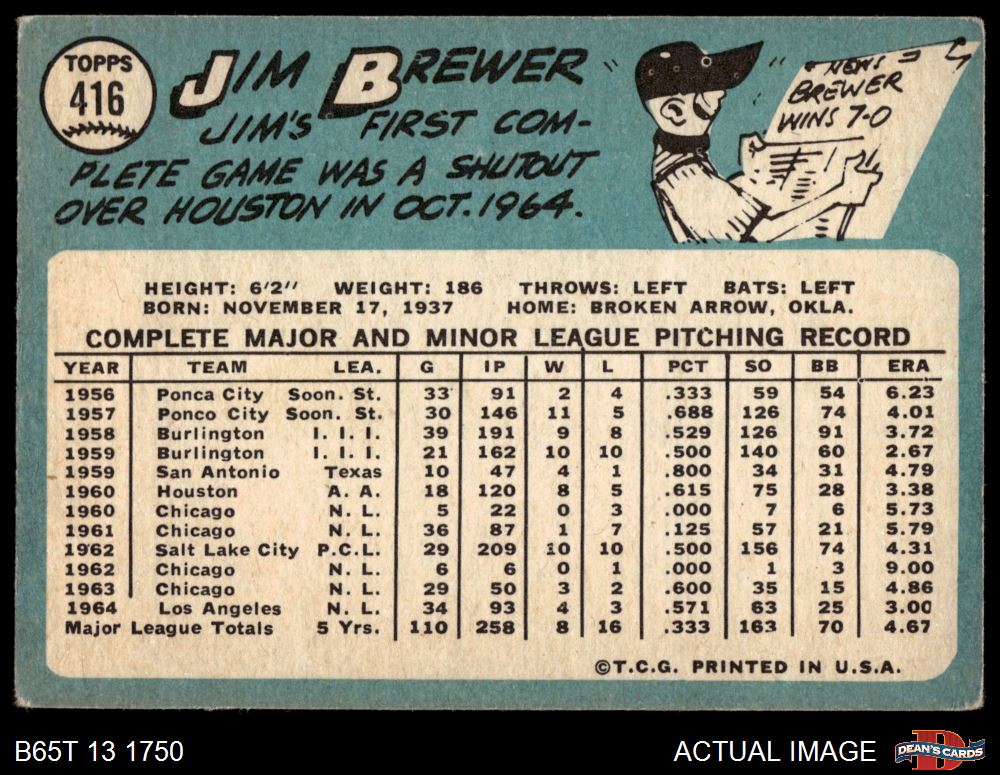 TOPPS
416
JIM BREWER
JIM'S FIRST COM-
PLETE GAME WAS A SHUTOUT
OVER HOUSTON IN OCT. 1964.
NEWS
BREWER
WINS 7-0
HEIGHT: 6'2" WEIGHT: 186 THROWS: LEFT BATS: LEFT
BORN: NOVEMBER 17, 1937 HOME: BROKEN ARROW, OKLA.
COMPLETE MAJOR AND MINOR LEAGUE PITCHING RECORD
YEAR TEAM LEA. G IP W L PCT SO BB ERA
1956 Ponca City Soon. St. 33 91 2 4 .333 59 54 6.23
1957 Ponco City Soon. St. 30 146 11 5 .688 126 74 4.01
1958 Burlington I. I. I. 39 191 9 8 .529 126 91 3.72
1959 Burlington I. I. I. 21 162 10 10 .500 140 60 2.67
1959 San Antonio Texas 10 47 4 1 .800 34 31 4.79
1960 Houston A. A. 18 120 8 5 .615 75 28 3.38
1960 Chicago N. L. 5 22 0 3 .000 7 6 5.73
1961 Chicago N. L. 36 87 1 7 .125 57 21 5.79
1962 Salt Lake City P.C.L. 29 209 10 10 .500 156 74 4.31
1962 Chicago N. L. 6 6 0 1 .000 1 3 9.00
1963 Chicago N. L. 29 50 3 2 .600 35 15 4.86
1964 Los Angeles N. L. 34 93 4 3 .571 63 25 3.00
Major League Totals 5 Yrs. 110 258 8 16 .333 163 70 4.67
©T.C.G. PRINTED IN U.S.A.
B65T 13 1750
ACTUAL IMAGE
DEAN'S CARDS